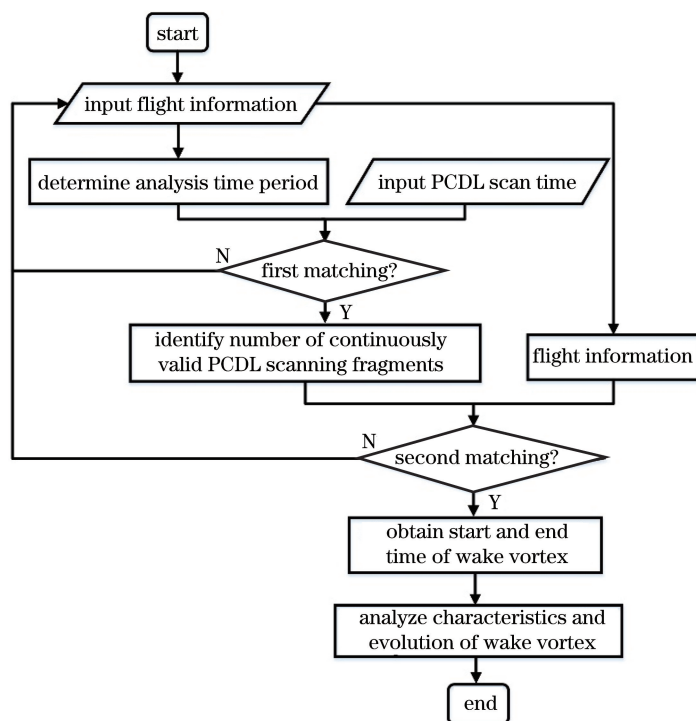 start
input flight information
determine analysis time period
input PCDL scan time
N
first matching?
Y
identify number of continuously
valid PCDL scanning fragments
flight information
N
second matching?
Y
obtain start and end
time of wake vortex
analyze characteristics and
evolution of wake vortex
end